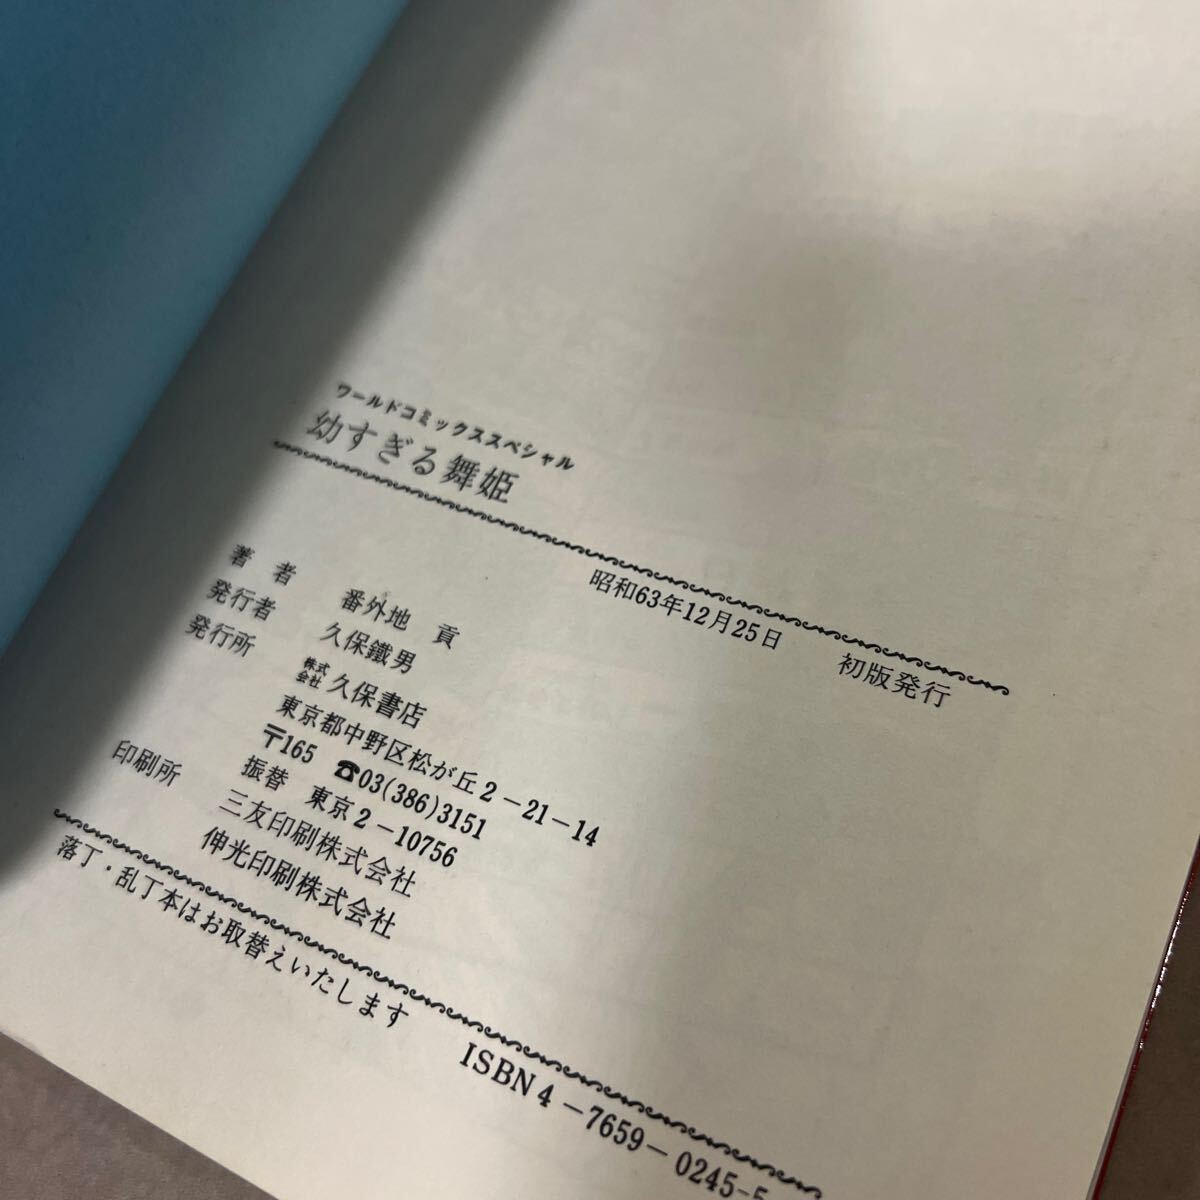 ワールドコミックススペシャル
幼すぎる舞姫
昭和63年12月25日 初版発行
著者 番外地 貢
発行者 久保鐵男
発行所 株式会社 久保書店
東京都中野区松が丘2-21-14
〒165 ☎03(386)3151
振替 東京2-10756
印刷所 三友印刷株式会社
伸光印刷株式会社
落丁・乱丁本はお取替えいたします
ISBN4-7659-0245-5